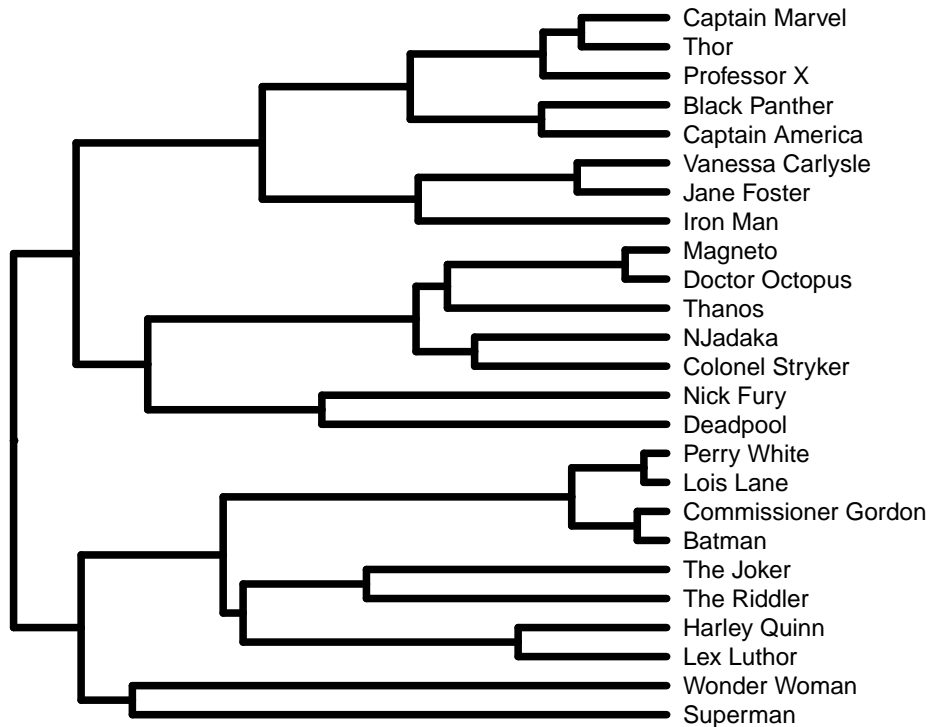 Captain Marvel
Thor
Professor X
Black Panther
Captain America
Vanessa Carlysle
Jane Foster
Iron Man
Magneto
Doctor Octopus
Thanos
NJadaka
Colonel Stryker
Nick Fury
Deadpool
Perry White
Lois Lane
Commissioner Gordon
Batman
The Joker
The Riddler
Harley Quinn
Lex Luthor
Wonder Woman
Superman